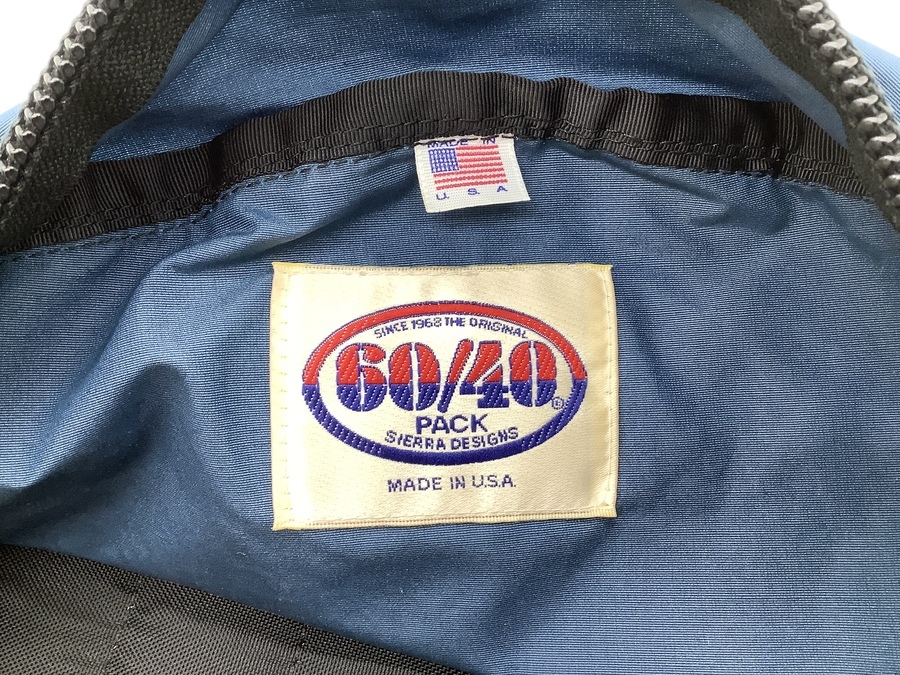 MADE IN
U. S. A
SINCE 1968 THE ORIGINAL
60/40
PACK
SIERRA DESIGNS
MADE IN U.S.A.